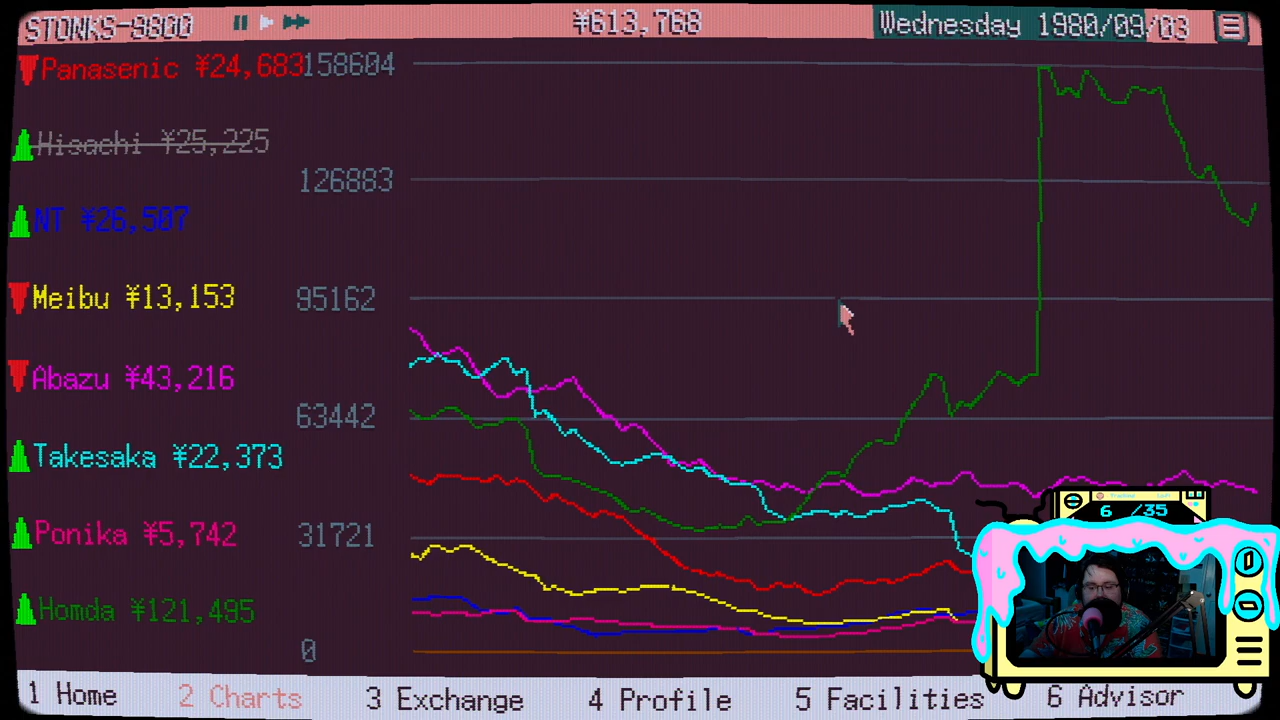 STONKS-9800 ¥613,768 Wednesday 1980/09/03
Panasenic ¥24,683
158604
Hisachi ¥25,225
126883
NT ¥26,507
Meibu ¥13,153
95162
Abazu ¥43,216
63442
Takesaka ¥22,373
Ponika ¥5,742
31721
6 /35
Homda ¥121,495
0
1 Home 2 Charts 3 Exchange 4 Profile 5 Facilities 6 Advisor